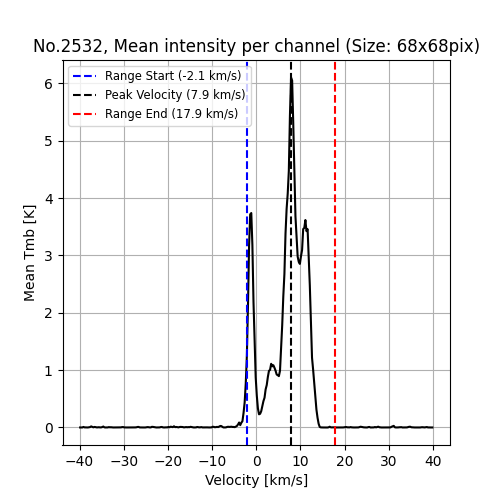 No.2532, Mean intensity per channel (Size: 68x68pix)
Range Start (-2.1 km/s)
Peak Velocity (7.9 km/s)
Range End (17.9 km/s)
6
5
4
3
2
1
0
Mean Tmb [K]
−40 −30 −20 −10 0 10 20 30 40
Velocity [km/s]